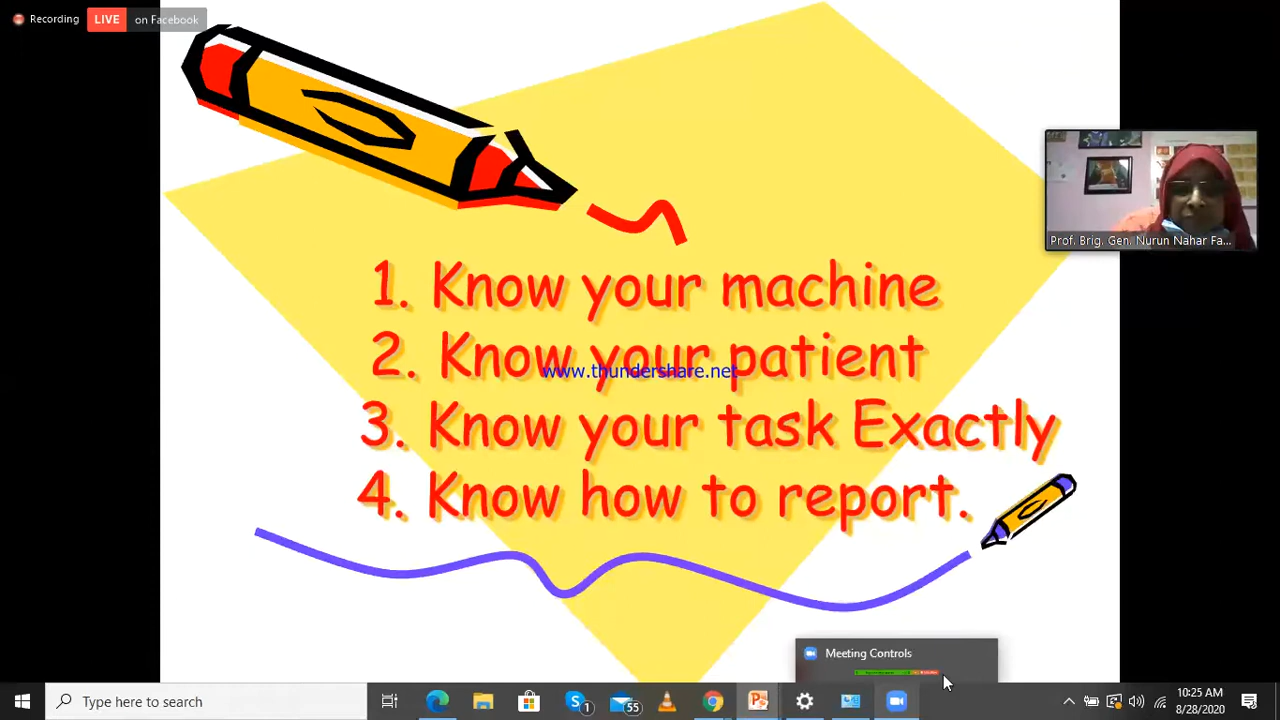 Recording LIVE on Facebook
1. Know your machine
2. Know your patient
www.thundershare.net
3. Know your task Exactly
4. Know how to report.
Prof. Brig. Gen. Nurun Nahar Fa...
Meeting Controls
Type here to search
1
55
10:25 AM
8/28/2020